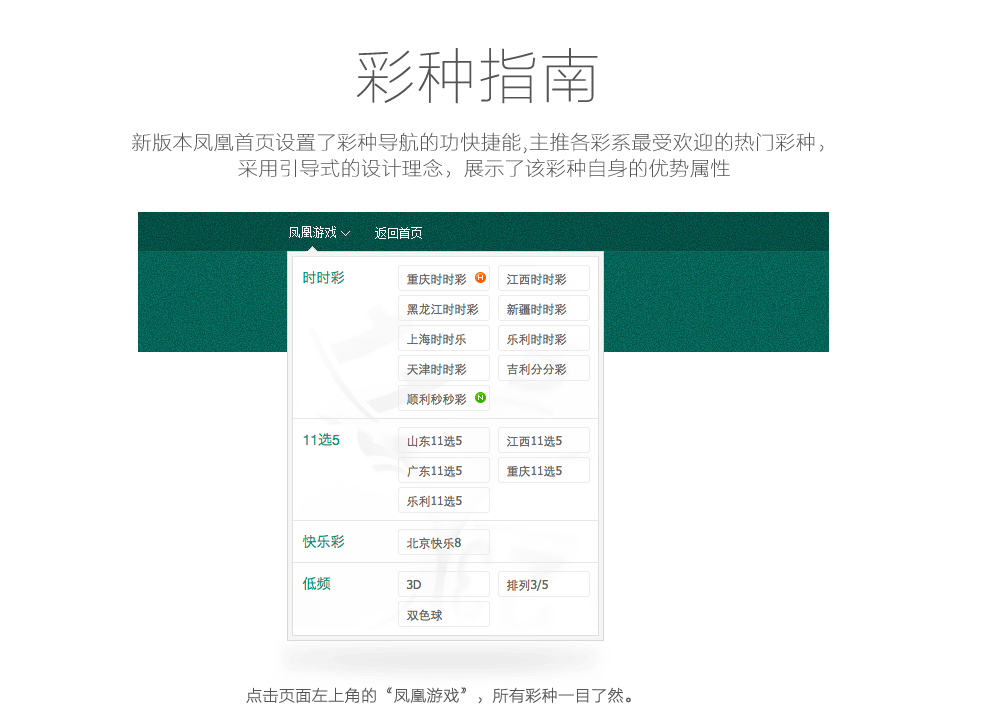 彩种指南
新版本凤凰首页设置了彩种导航的功快捷能,主推各彩系最受欢迎的热门彩种，
采用引导式的设计理念，展示了该彩种自身的优势属性
凤凰游戏 返回首页
时时彩 重庆时时彩 H 江西时时彩
黑龙江时时彩 新疆时时彩
上海时时乐 乐利时时彩
天津时时彩 吉利分分彩
顺利秒秒彩 N
11选5 山东11选5 江西11选5
广东11选5 重庆11选5
乐利11选5
快乐彩 北京快乐8
低频 3D 排列3/5
双色球
点击页面左上角的《凤凰游戏》，所有彩种一目了然。